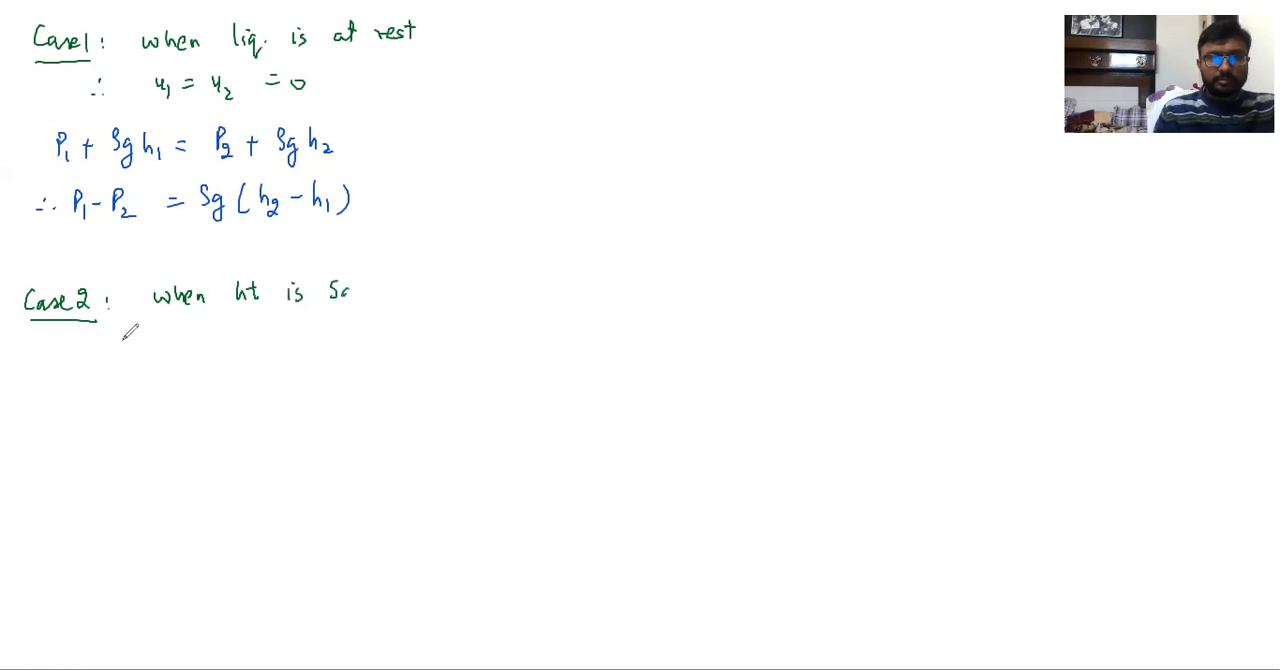 Case 1: when liq. is at rest
∴ u₁ = u₂ = 0
P₁ + ρgh₁ = P₂ + ρgh₂
∴ P₁ - P₂ = ρg(h₂ - h₁)
Case 2: when ht is Sa